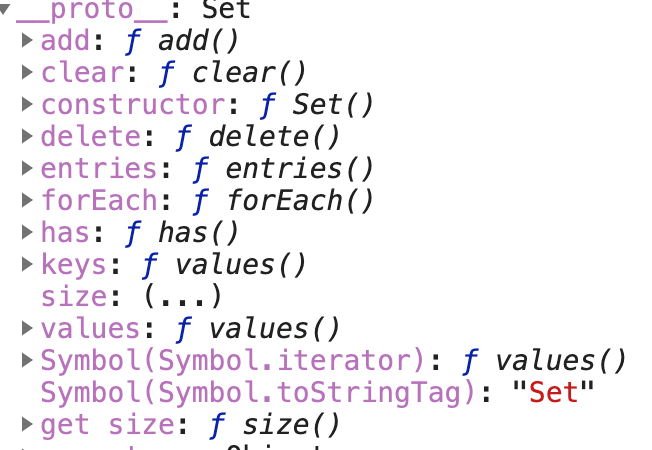 __proto__: Set
add: ƒ add()
clear: ƒ clear()
constructor: ƒ Set()
delete: ƒ delete()
entries: ƒ entries()
forEach: ƒ forEach()
has: ƒ has()
keys: ƒ values()
size: (...)
values: ƒ values()
Symbol(Symbol.iterator): ƒ values()
Symbol(Symbol.toStringTag): "Set"
get size: ƒ size()